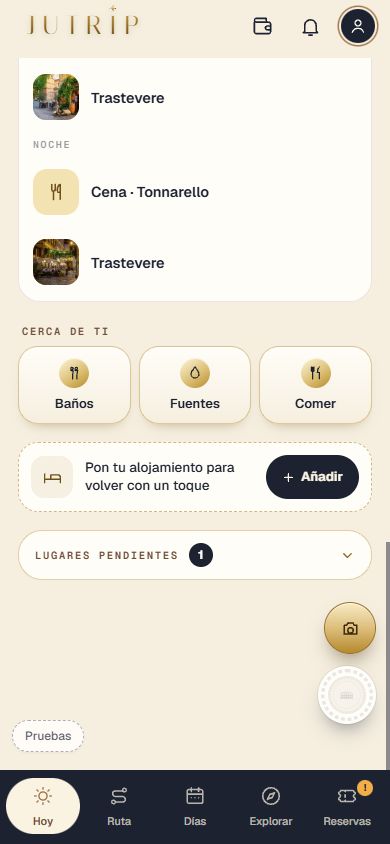 JUTRIP
Trastevere
NOCHE
Cena · Tonnarello
Trastevere
CERCA DE TI
Baños
Fuentes
Comer
Pon tu alojamiento para
volver con un toque
+ Añadir
LUGARES PENDIENTES 1
Pruebas
!
Hoy
Ruta
Días
Explorar
Reservas